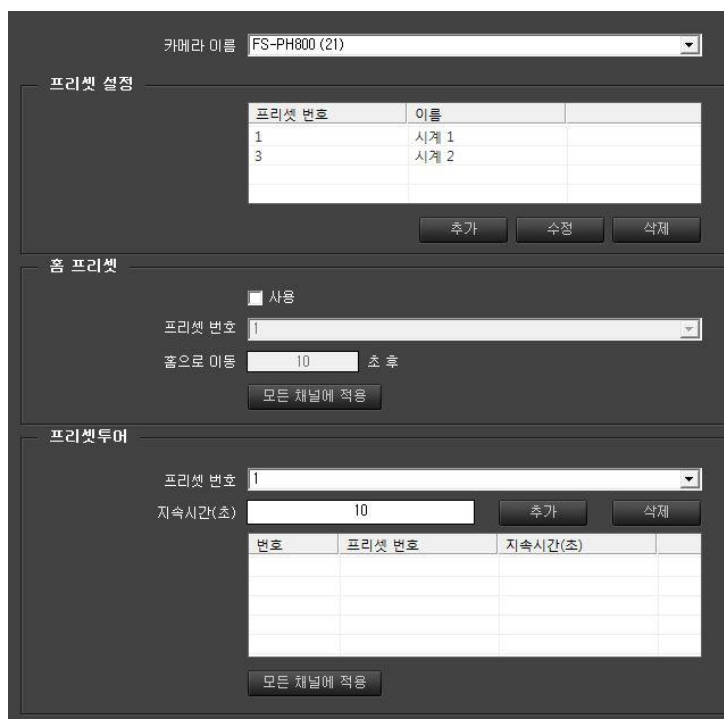 카메라 이름 FS-PH800 (21)
프리셋 설정
프리셋 번호 이름
1 시계 1
3 시계 2
추가 수정 삭제
홈 프리셋
사용
프리셋 번호 1
홈으로 이동 10 초 후
모든 채널에 적용
프리셋투어
프리셋 번호 1
지속시간(초) 10 추가 삭제
번호 프리셋 번호 지속시간(초)
모든 채널에 적용